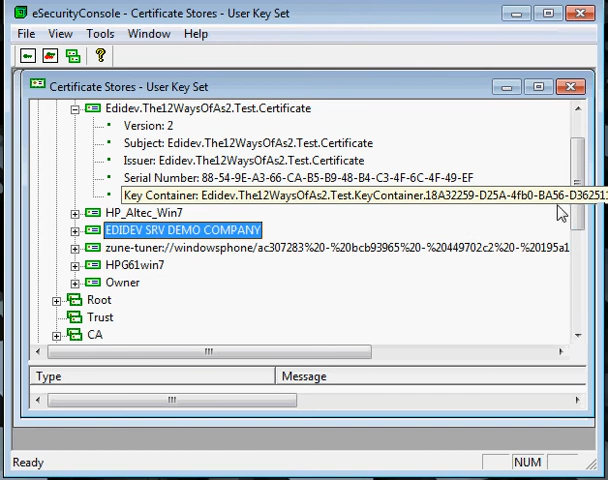 eSecurityConsole - Certificate Stores - User Key Set
File View Tools Window Help
Certificate Stores - User Key Set
Edidev.The12WaysOfAs2.Test.Certificate
Version: 2
Subject: Edidev.The12WaysOfAs2.Test.Certificate
Issuer: Edidev.The12WaysOfAs2.Test.Certificate
Serial Number: 88-54-9E-A3-66-CA-B5-B9-48-B4-C3-4F-6C-4F-49-EF
Key Container: Edidev.The12WaysOfAs2.Test.KeyContainer.18A32259-D25A-4fb0-BA56-D362511
HP_Altec_Win7
EDIDEV SRV DEMO COMPANY
zune-tuner://windowsphone/ac307283%20-%20bcb93965%20-%20449702c2%20-%20195a1
HPG61win7
Owner
Root
Trust
CA
Type Message
Ready NUM